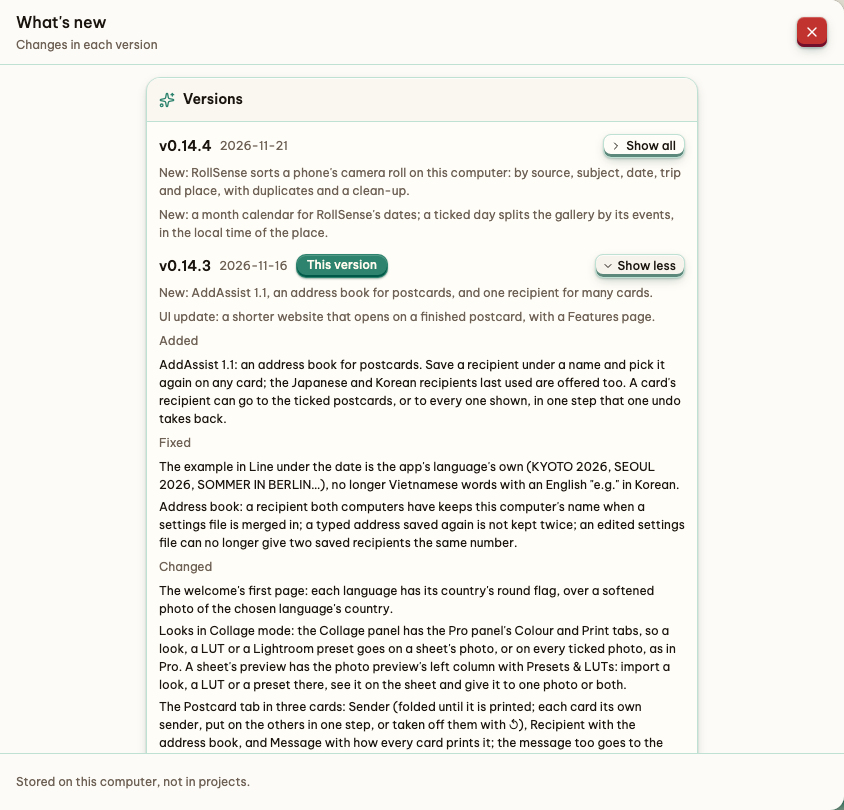 What's new
Changes in each version
Versions
v0.14.4 2026-11-21 Show all
New: RollSense sorts a phone's camera roll on this computer: by source, subject, date, trip
and place, with duplicates and a clean-up.
New: a month calendar for RollSense's dates; a ticked day splits the gallery by its events,
in the local time of the place.
v0.14.3 2026-11-16 This version Show less
New: AddAssist 1.1, an address book for postcards, and one recipient for many cards.
UI update: a shorter website that opens on a finished postcard, with a Features page.
Added
AddAssist 1.1: an address book for postcards. Save a recipient under a name and pick it
again on any card; the Japanese and Korean recipients last used are offered too. A card's
recipient can go to the ticked postcards, or to every one shown, in one step that one undo
takes back.
Fixed
The example in Line under the date is the app's language's own (KYOTO 2026, SEOUL
2026, SOMMER IN BERLIN...), no longer Vietnamese words with an English "e.g." in Korean.
Address book: a recipient both computers have keeps this computer's name when a
settings file is merged in; a typed address saved again is not kept twice; an edited settings
file can no longer give two saved recipients the same number.
Changed
The welcome's first page: each language has its country's round flag, over a softened
photo of the chosen language's country.
Looks in Collage mode: the Collage panel has the Pro panel's Colour and Print tabs, so a
look, a LUT or a Lightroom preset goes on a sheet's photo, or on every ticked photo, as in
Pro. A sheet's preview has the photo preview's left column with Presets & LUTs: import a
look, a LUT or a preset there, see it on the sheet and give it to one photo or both.
The Postcard tab in three cards: Sender (folded until it is printed; each card its own
sender, put on the others in one step, or taken off them with ↺), Recipient with the
address book, and Message with how every card prints it; the message too goes to the
Stored on this computer, not in projects.